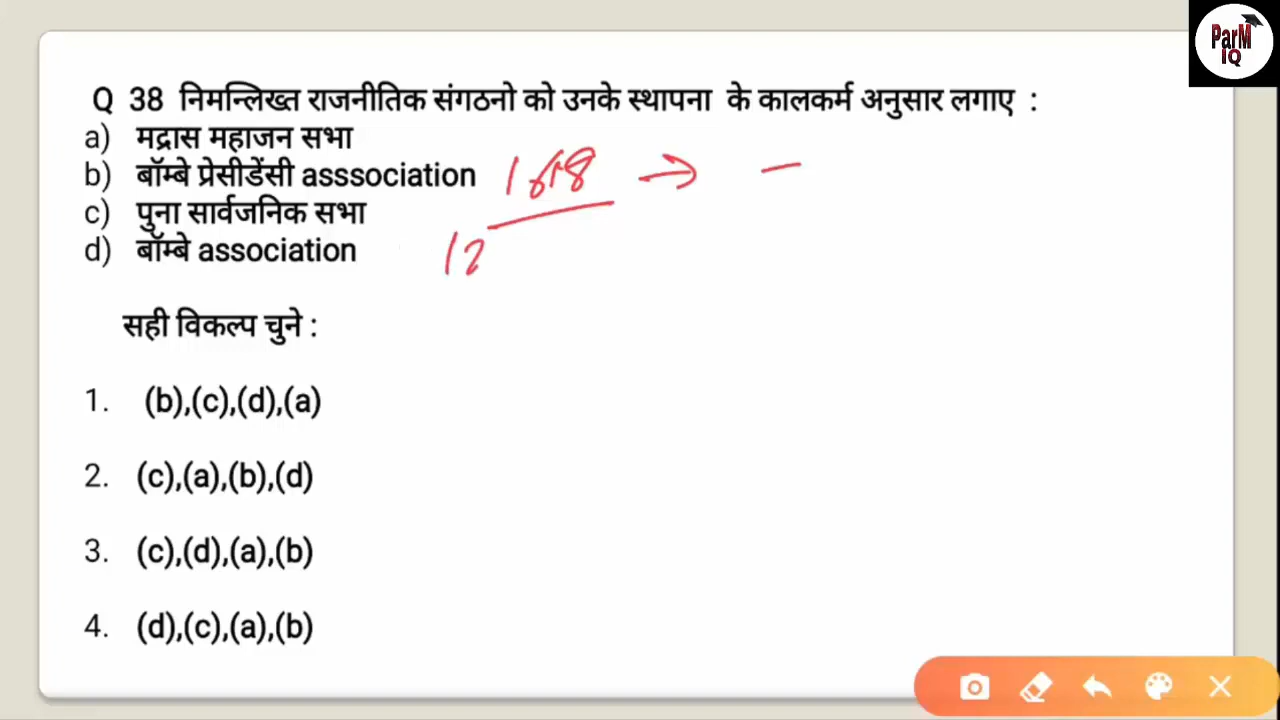 ParM
IQ
Q 38 निमन्लिख्त राजनीतिक संगठनो को उनके स्थापना के कालकर्म अनुसार लगाए :
a) मद्रास महाजन सभा
b) बॉम्बे प्रेसीडेंसी asssociation
c) पुना सार्वजनिक सभा
d) बॉम्बे association
12
सही विकल्प चुने :
1. (b),(c),(d),(a)
2. (c),(a),(b),(d)
3. (c),(d),(a),(b)
4. (d),(c),(a),(b)